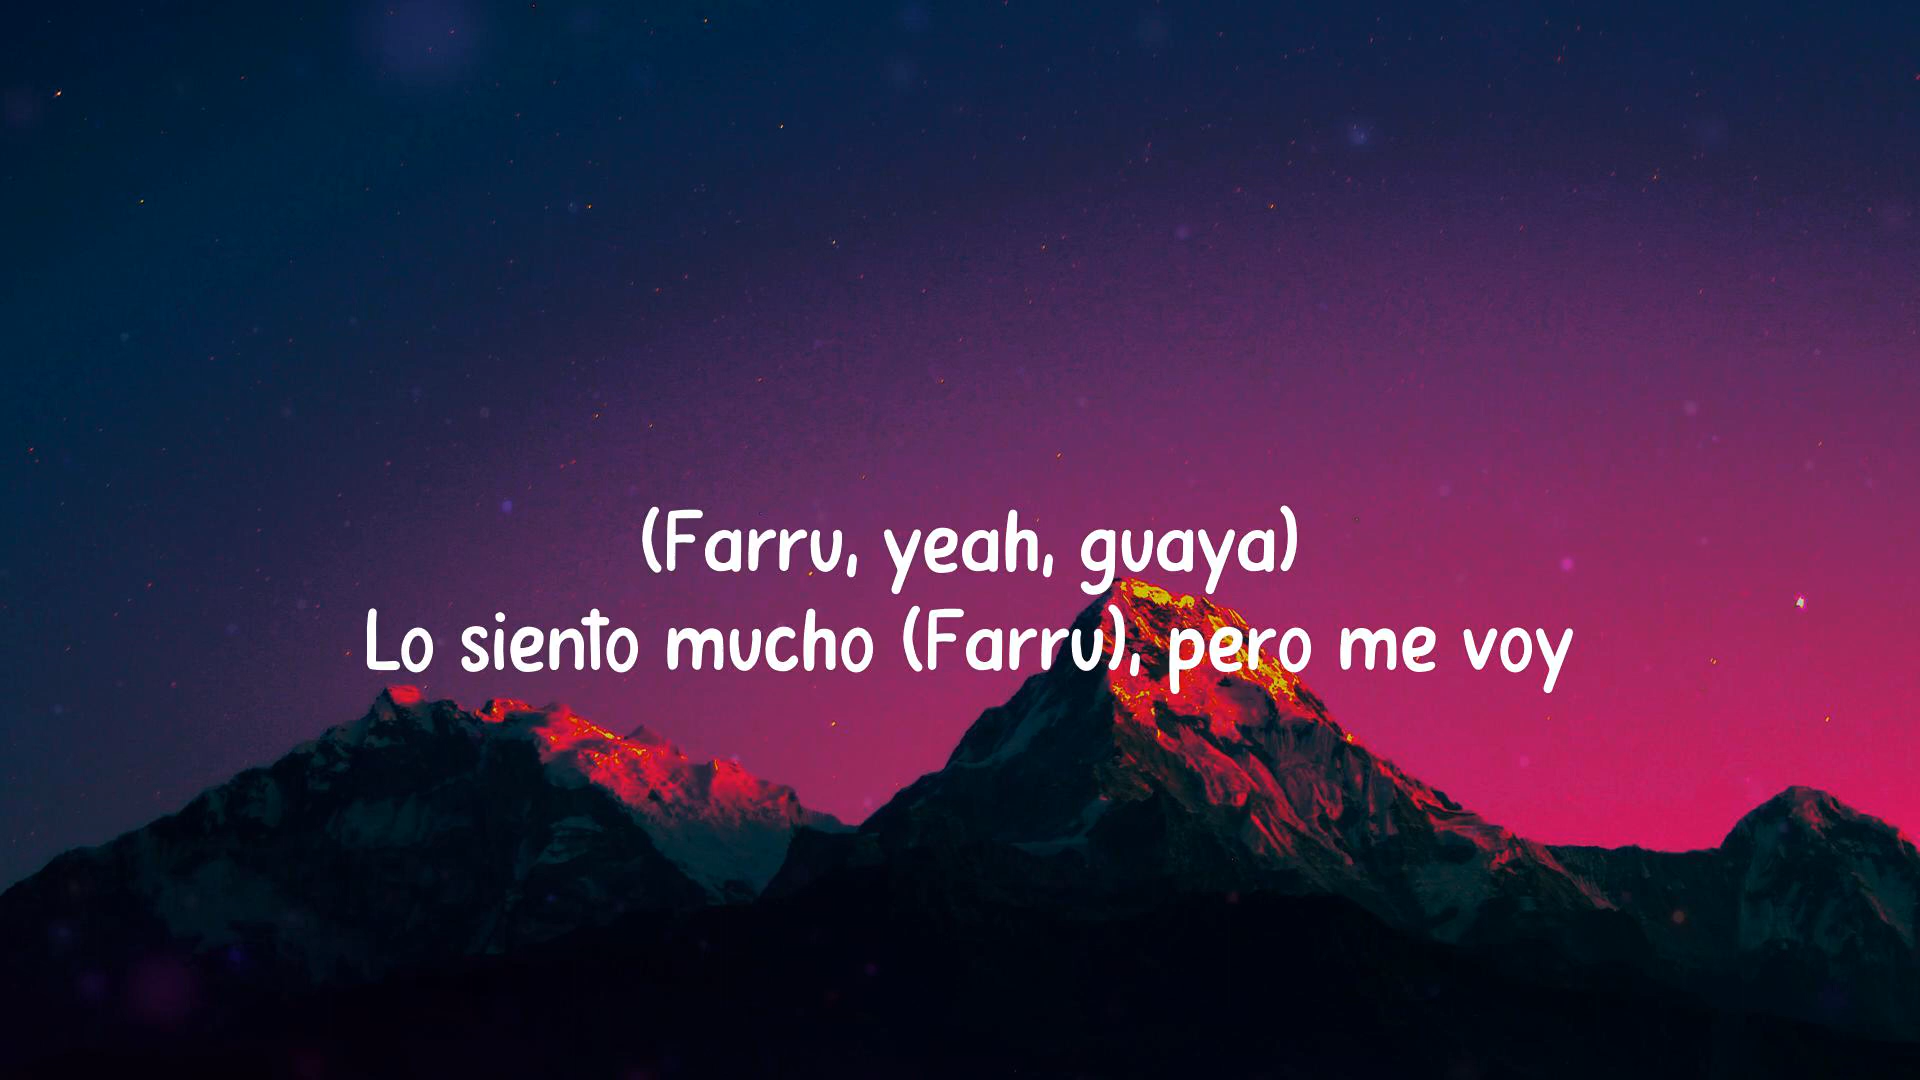 (Farru, yeah, guaya)
Lo siento mucho (Farru), pero me voy